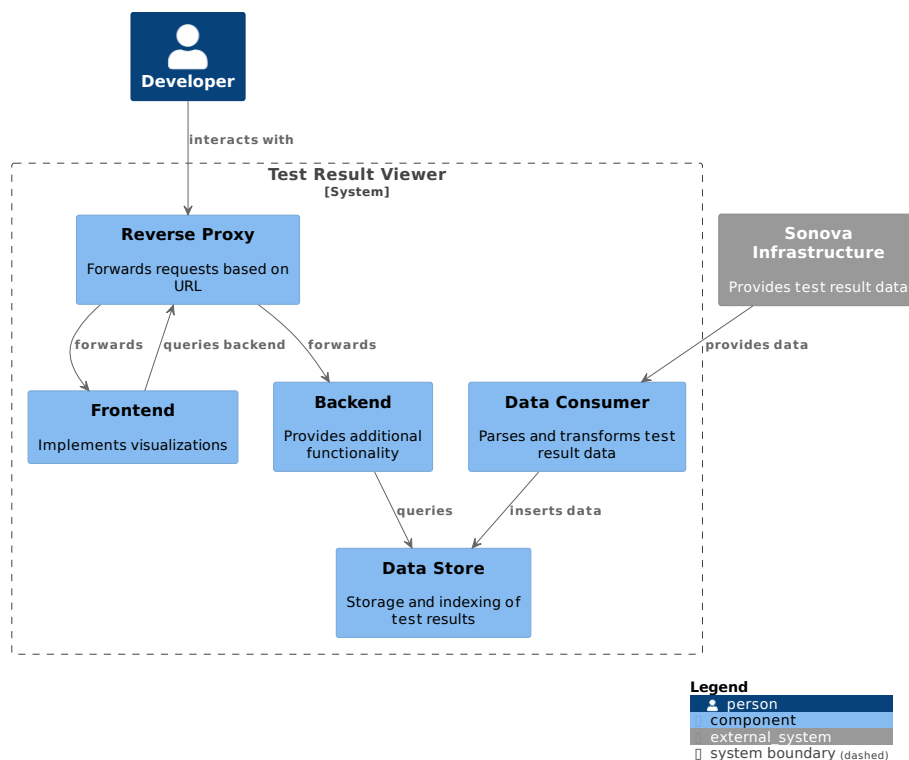 Developer
interacts with
Test Result Viewer
[System]
Reverse Proxy
Forwards requests based on
URL
Sonova
Infrastructure
Provides test result data
forwards
queries backend
forwards
provides data
Frontend
Implements visualizations
Backend
Provides additional
functionality
Data Consumer
Parses and transforms test
result data
queries
inserts data
Data Store
Storage and indexing of
test results
Legend
person
component
external_system
system boundary (dashed)